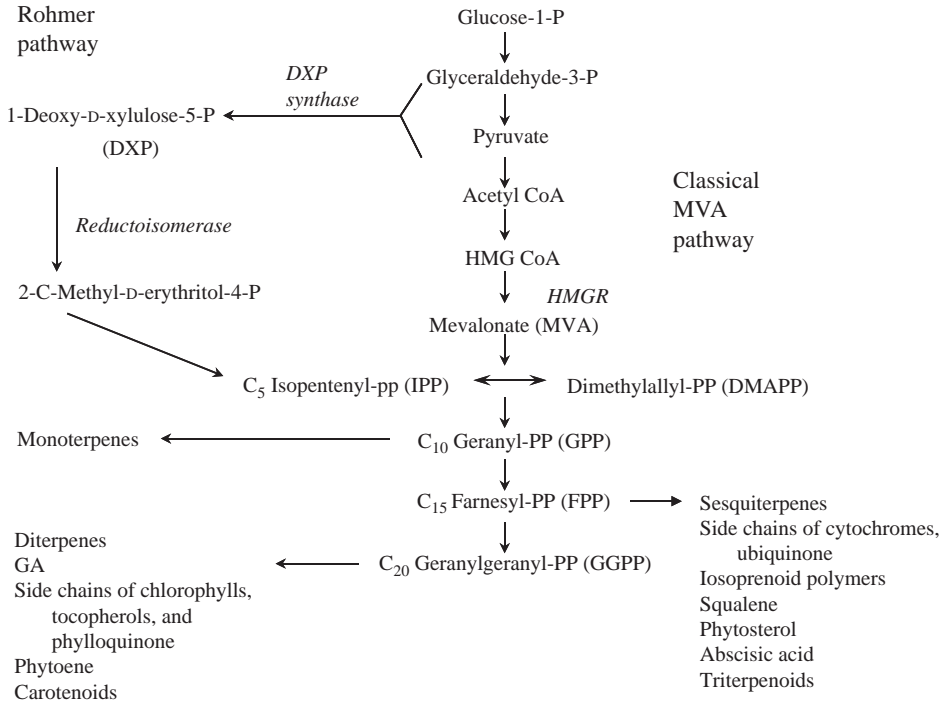 Rohmer
pathway
Glucose-1-P
DXP
synthase
Glyceraldehyde-3-P
1-Deoxy-D-xylulose-5-P
(DXP)
Pyruvate
Acetyl CoA
Classical
MVA
pathway
Reductoisomerase
HMG CoA
2-C-Methyl-D-erythritol-4-P
HMGR
Mevalonate (MVA)
C5 Isopentenyl-pp (IPP)
Dimethylallyl-PP (DMAPP)
Monoterpenes
C10 Geranyl-PP (GPP)
C15 Farnesyl-PP (FPP)
Sesquiterpenes
Side chains of cytochromes,
ubiquinone
Iosoprenoid polymers
Squalene
Phytosterol
Abscisic acid
Triterpenoids
C20 Geranylgeranyl-PP (GGPP)
Diterpenes
GA
Side chains of chlorophylls,
tocopherols, and
phylloquinone
Phytoene
Carotenoids